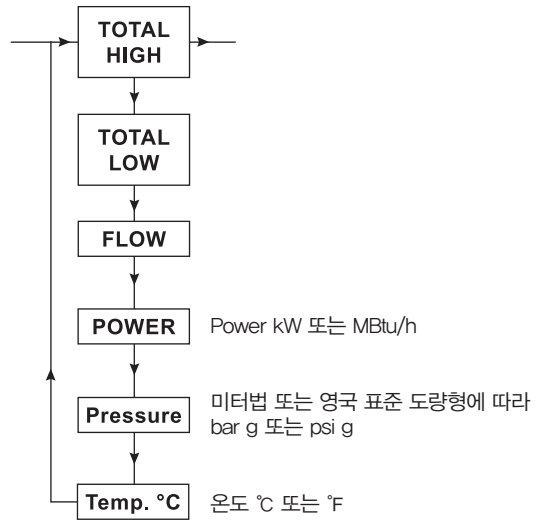 TOTAL
HIGH
TOTAL
LOW
FLOW
POWER
Power kW 또는 MBtu/h
Pressure
미터법 또는 영국 표준 도량형에 따라
bar g 또는 psi g
Temp. °C
온도 ℃ 또는 ℉